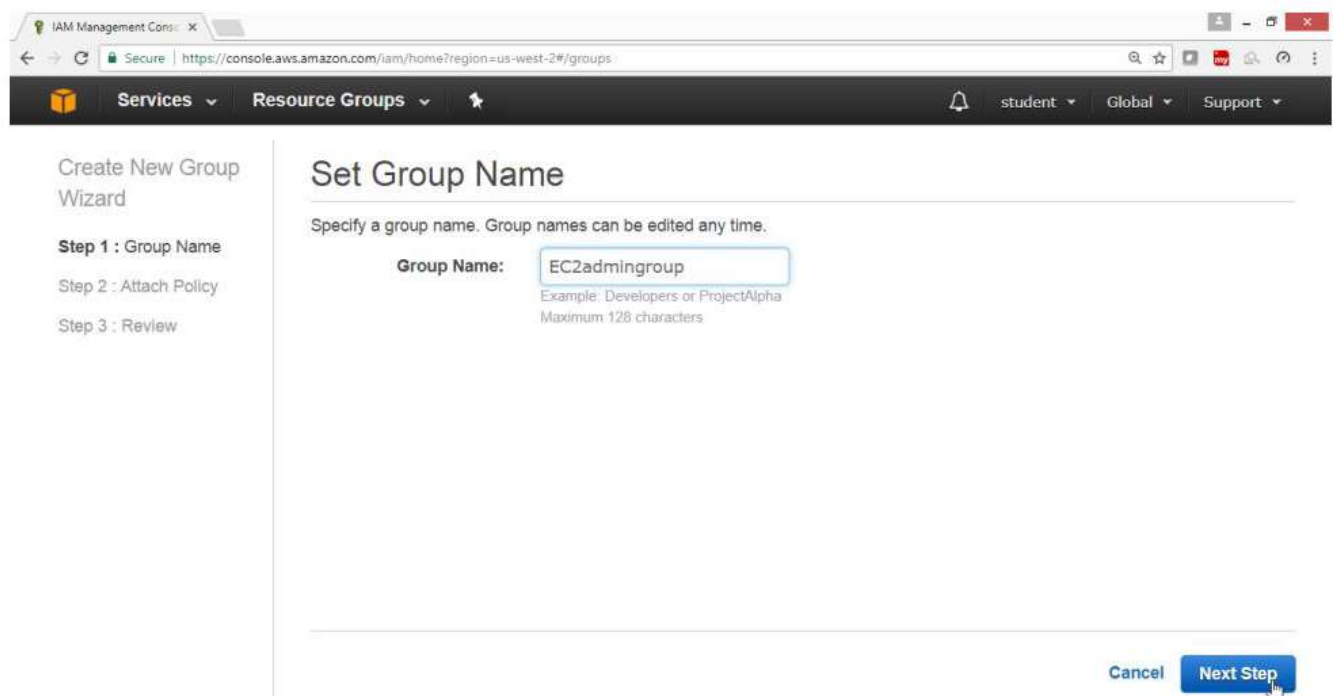 IAM Management Cons
Secure | https://console.aws.amazon.com/iam/home?region=us-west-2#/groups
my
Services Resource Groups student Global Support
Create New Group
Wizard
Set Group Name
Specify a group name. Group names can be edited any time.
Step 1 : Group Name
Group Name: EC2admingroup
Example: Developers or ProjectAlpha
Maximum 128 characters
Step 2 : Attach Policy
Step 3 : Review
Cancel Next Step